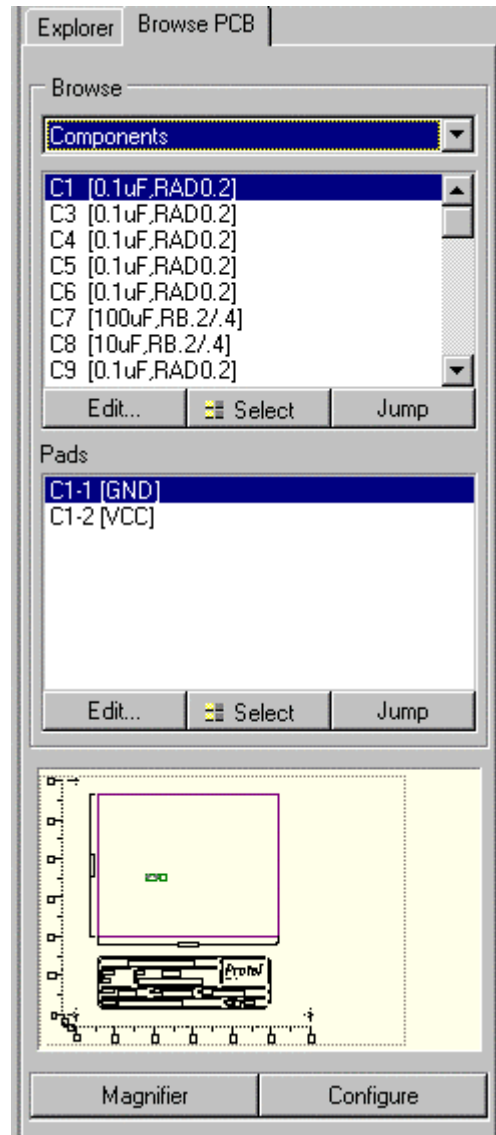 Explorer Browse PCB
Browse
Components
C1 [0.1uF,RAD0.2]
C3 [0.1uF,RAD0.2]
C4 [0.1uF,RAD0.2]
C5 [0.1uF,RAD0.2]
C6 [0.1uF,RAD0.2]
C7 [100uF,RB.2/.4]
C8 [10uF,RB.2/.4]
C9 [0.1uF,RAD0.2]
Edit... Select Jump
Pads
C1-1 [GND]
C1-2 [VCC]
Edit... Select Jump
Protel
Magnifier Configure